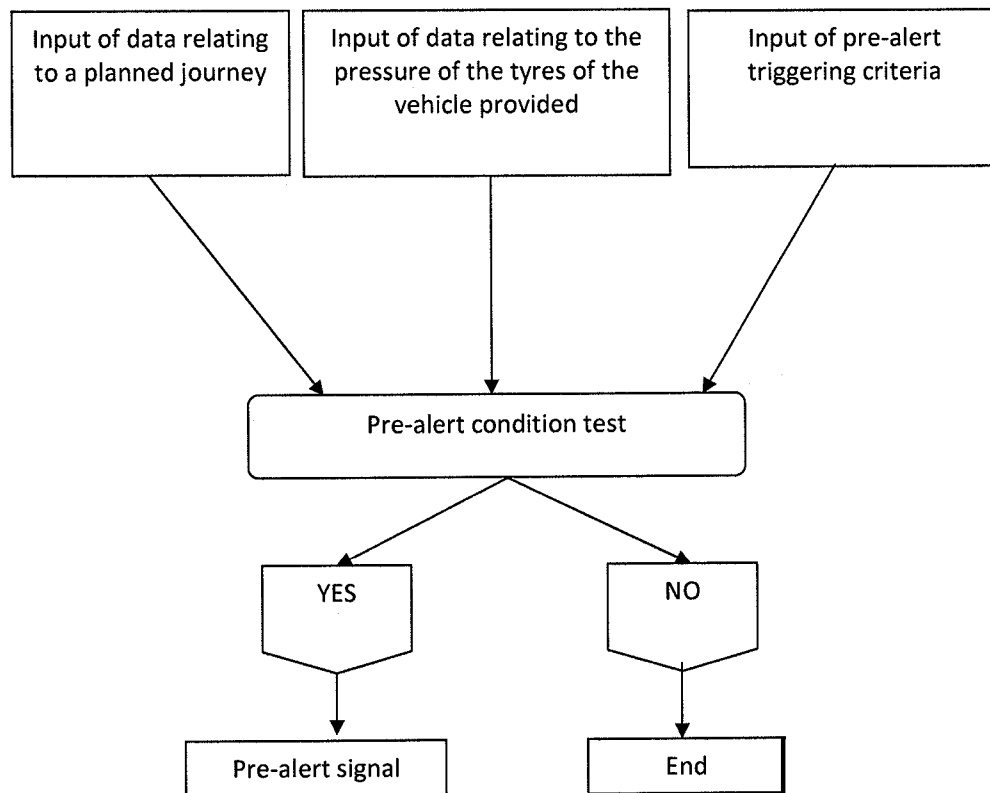 Input of data relating
to a planned journey
Input of data relating to the
pressure of the tyres of the
vehicle provided
Input of pre-alert
triggering criteria
Pre-alert condition test
YES
NO
Pre-alert signal
End